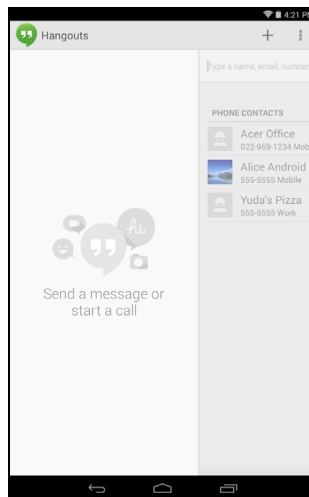 4:21 PM
Hangouts
Type a name, email, number
PHONE CONTACTS
Acer Office
022-969-1234 Mob
Alice Android
555-5555 Mobile
Yuda's Pizza
555-5555 Work
hi
Send a message or
start a call